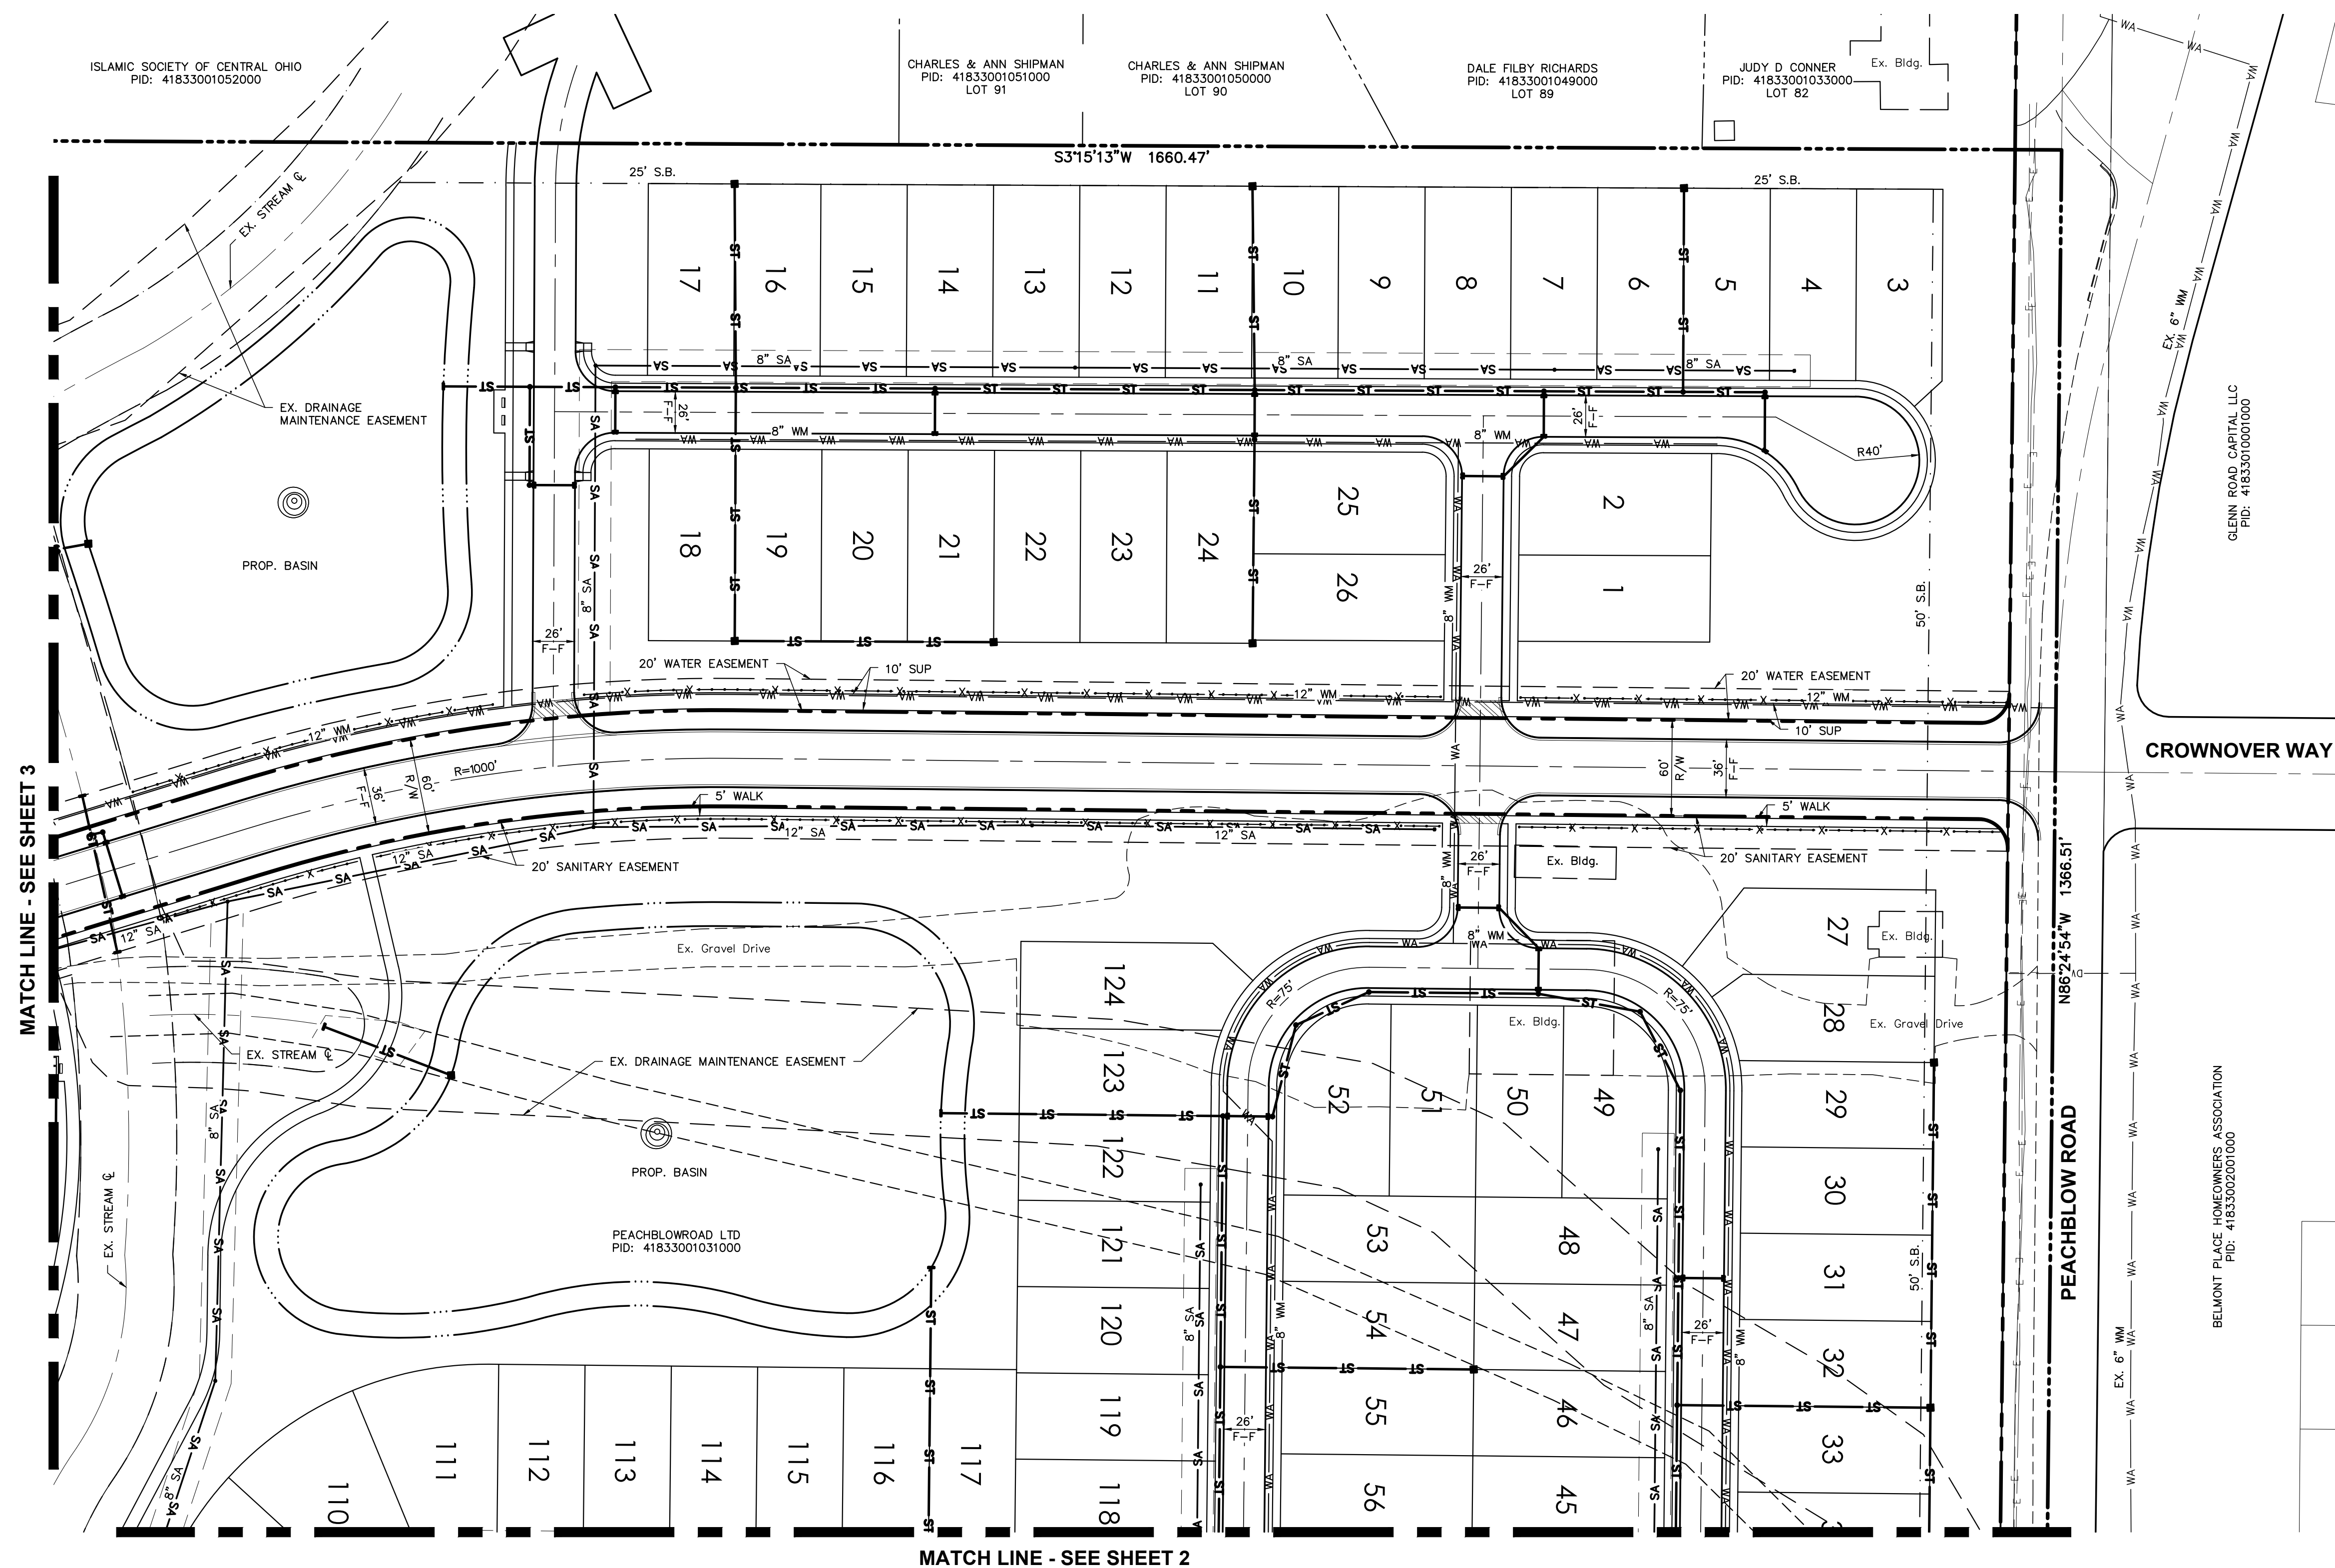 ISLAMIC SOCIETY OF CENTRAL OHIO
PID: 41833001052000
CHARLES & ANN SHIPMAN
PID: 41833001051000
LOT 91
CHARLES & ANN SHIPMAN
PID: 41833001050000
LOT 90
DALE FILBY RICHARDS
PID: 41833001049000
LOT 89
JUDY D CONNER
PID: 41833001033000
LOT 82
Ex. Bldg.
S3°15'13"W 1660.47'
25' S.B.
25' S.B.
EX. STREAM ℄
17
16
15
14
13
12
11
10
9
8
7
6
5
4
3
EX. 6" WM
8" SA
8" SA
8" SA
EX. DRAINAGE
MAINTENANCE EASEMENT
26'
F-F
26'
F-F
8" WM
8" WM
R40'
GLENN ROAD CAPITAL LLC
PID: 41833010001000
PROP. BASIN
18
19
20
21
22
23
24
25
26
2
1
8" SA
26'
F-F
8" WM
26'
F-F
50' S.B.
20' WATER EASEMENT
10' SUP
12" WM
20' WATER EASEMENT
12" WM
10' SUP
12" WM
R=1000'
36'
F-F
60'
R/W
60'
R/W
36'
F-F
CROWNOVER WAY
MATCH LINE - SEE SHEET 3
5' WALK
5' WALK
12" SA
12" SA
12" SA
12" SA
20' SANITARY EASEMENT
20' SANITARY EASEMENT
26'
F-F
8" WM
Ex. Bldg.
N86°24'54"W 1366.51'
Ex. Gravel Drive
8" WM
27
Ex. Bldg.
124
R=75'
R=75'
28
Ex. Gravel Drive
Ex. Bldg.
EX. STREAM ℄
EX. DRAINAGE MAINTENANCE EASEMENT
123
52
51
50
49
29
8" SA
PROP. BASIN
122
30
PEACHBLOW ROAD
BELMONT PLACE HOMEOWNERS ASSOCIATION
PID: 41833002001000
EX. STREAM ℄
PEACHBLOWROAD LTD
PID: 41833001031000
121
53
48
31
50' S.B.
8" SA
8" WM
8" SA
26'
F-F
8" WM
120
54
47
32
EX. 6" WM
119
55
46
33
26'
F-F
8" SA
110
111
112
113
114
115
116
117
118
56
45
MATCH LINE - SEE SHEET 2